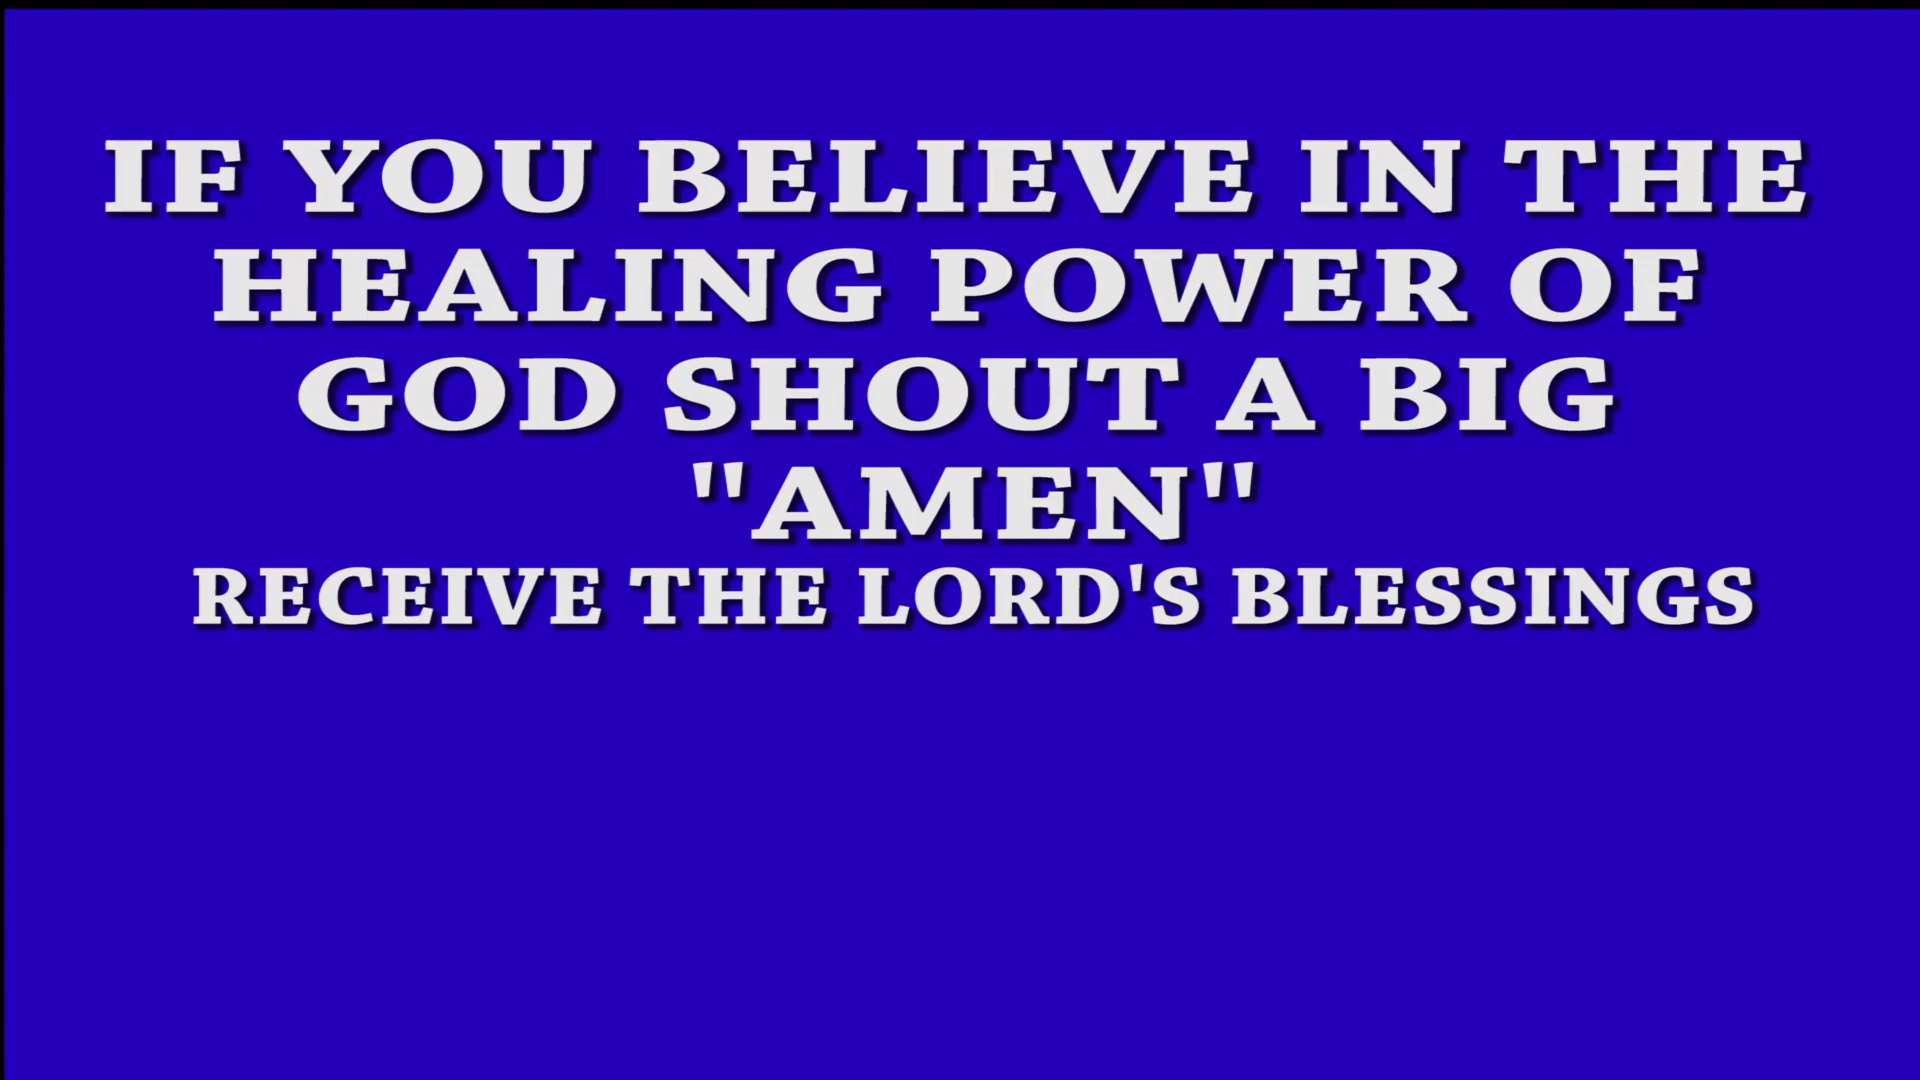 IF YOU BELIEVE IN THE
HEALING POWER OF
GOD SHOUT A BIG
"AMEN"
RECEIVE THE LORD'S BLESSINGS